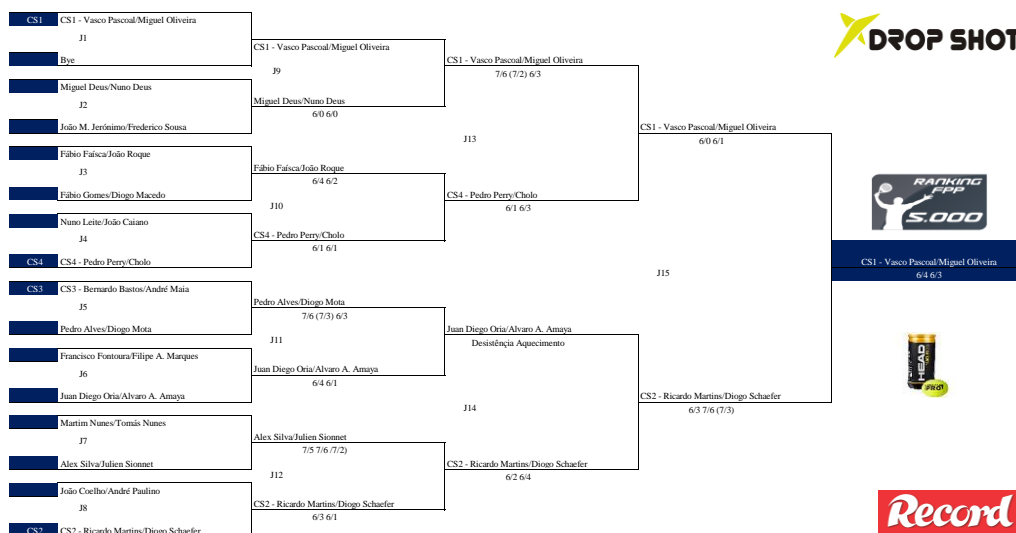 CS1 CS1 - Vasco Pascoal/Miguel Oliveira
J1
Bye
Miguel Deus/Nuno Deus
J2
João M. Jerónimo/Frederico Sousa
Fábio Faísca/João Roque
J3
Fábio Gomes/Diogo Macedo
Nuno Leite/João Caiano
J4
CS4 CS4 - Pedro Perry/Cholo
CS3 CS3 - Bernardo Bastos/André Maia
J5
Pedro Alves/Diogo Mota
Francisco Fontoura/Filipe A. Marques
J6
Juan Diego Oria/Alvaro A. Amaya
Martim Nunes/Tomás Nunes
J7
Alex Silva/Julien Sionnet
João Coelho/André Paulino
J8
CS2 CS2 - Ricardo Martins/Diogo Schaefer
CS1 - Vasco Pascoal/Miguel Oliveira
J9
Miguel Deus/Nuno Deus
6/0 6/0
Fábio Faísca/João Roque
6/4 6/2
J10
CS4 - Pedro Perry/Cholo
6/1 6/1
Pedro Alves/Diogo Mota
7/6 (7/3) 6/3
J11
Juan Diego Oria/Alvaro A. Amaya
6/4 6/1
Alex Silva/Julien Sionnet
7/5 7/6 /7/2)
J12
CS2 - Ricardo Martins/Diogo Schaefer
6/3 6/1
CS1 - Vasco Pascoal/Miguel Oliveira
7/6 (7/2) 6/3
J13
CS4 - Pedro Perry/Cholo
6/1 6/3
Juan Diego Oria/Alvaro A. Amaya
Desistênçia Aquecimento
J14
CS2 - Ricardo Martins/Diogo Schaefer
6/2 6/4
CS1 - Vasco Pascoal/Miguel Oliveira
6/0 6/1
J15
CS2 - Ricardo Martins/Diogo Schaefer
6/3 7/6 (7/3)
DROP SHOT
RANKING
FPP
5.000
CS1 - Vasco Pascoal/Miguel Oliveira
6/4 6/3
HEAD
Record